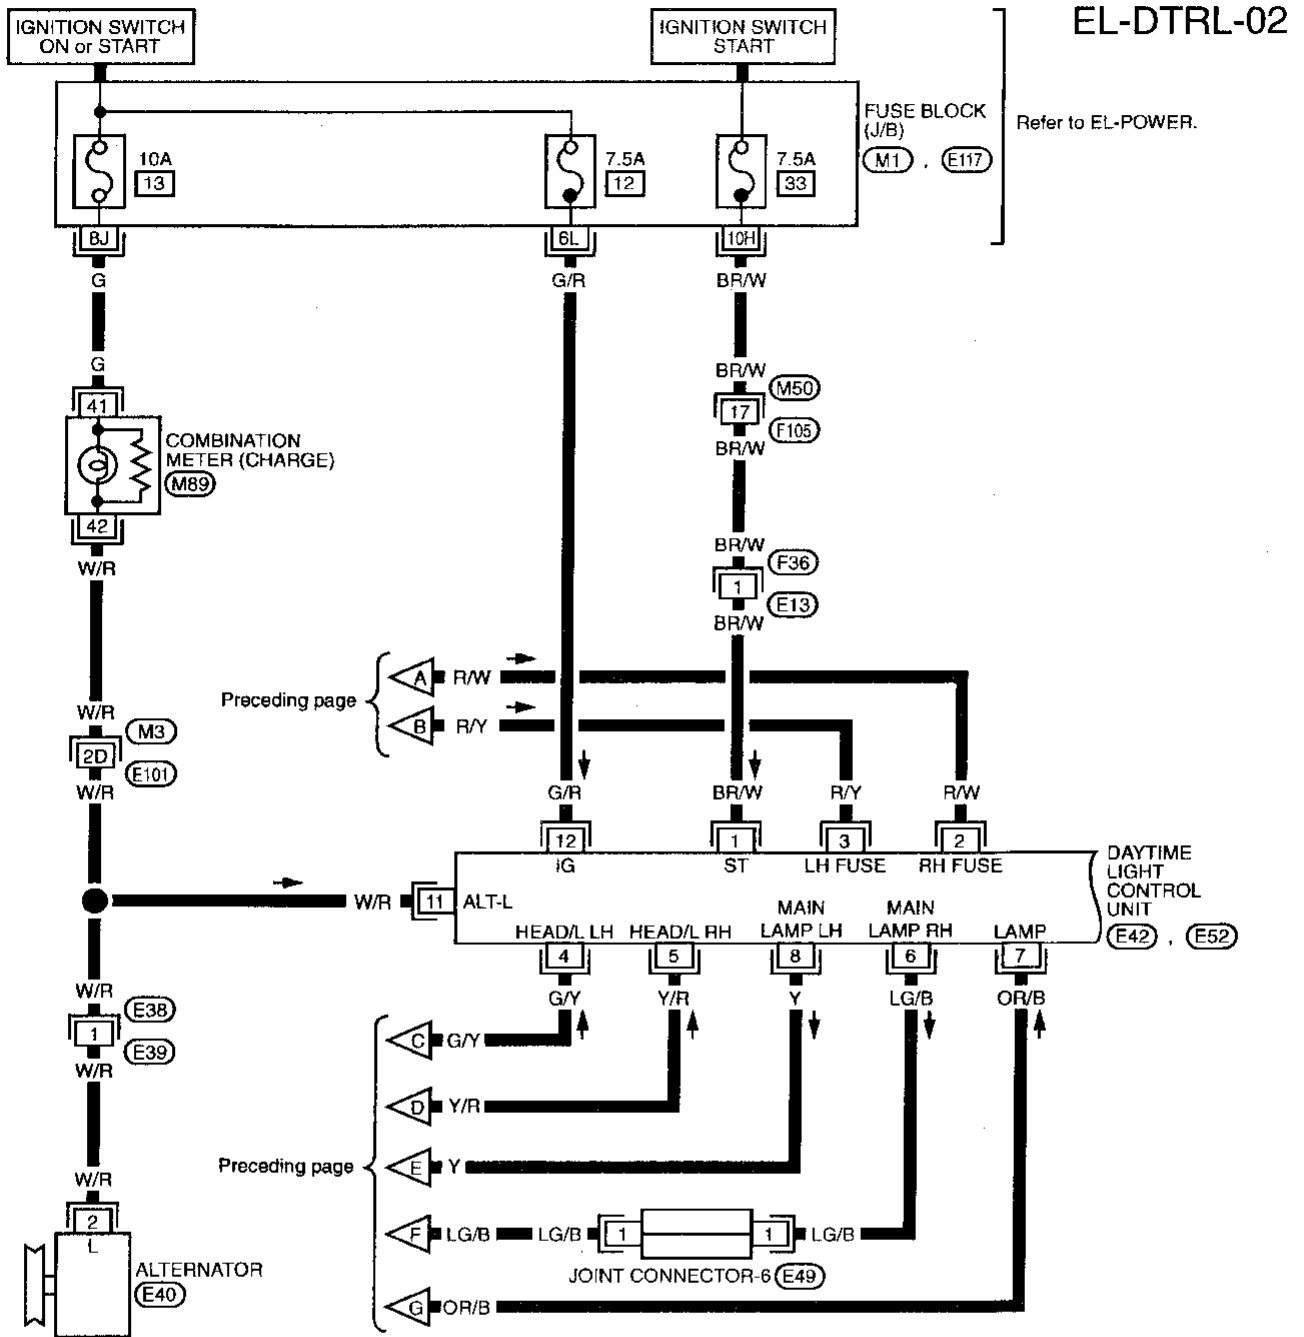 EL-DTRL-02
IGNITION SWITCH
ON or START
IGNITION SWITCH
START
FUSE BLOCK
(J/B)
M1 , E117
Refer to EL-POWER.
10A
13
7.5A
12
7.5A
33
8J
6L
10H
G
G/R
BR/W
G
BR/W
41
17
M50
F105
BR/W
COMBINATION
METER (CHARGE)
M89
42
W/R
BR/W
1
F36
E13
BR/W
Preceding page
A R/W
B R/Y
W/R
2D
M3
E101
W/R
G/R
BR/W
R/Y
R/W
12
1
3
2
IG
ST
LH FUSE
RH FUSE
W/R
11
ALT-L
DAYTIME
LIGHT
CONTROL
UNIT
E42 , E52
HEAD/L LH
HEAD/L RH
MAIN
LAMP LH
MAIN
LAMP RH
LAMP
4
5
8
6
7
G/Y
Y/R
Y
LG/B
OR/B
W/R
1
E38
E39
W/R
Preceding page
C G/Y
D Y/R
E Y
F LG/B
LG/B
1
1
LG/B
JOINT CONNECTOR-6 E49
G OR/B
W/R
2
L
ALTERNATOR
E40